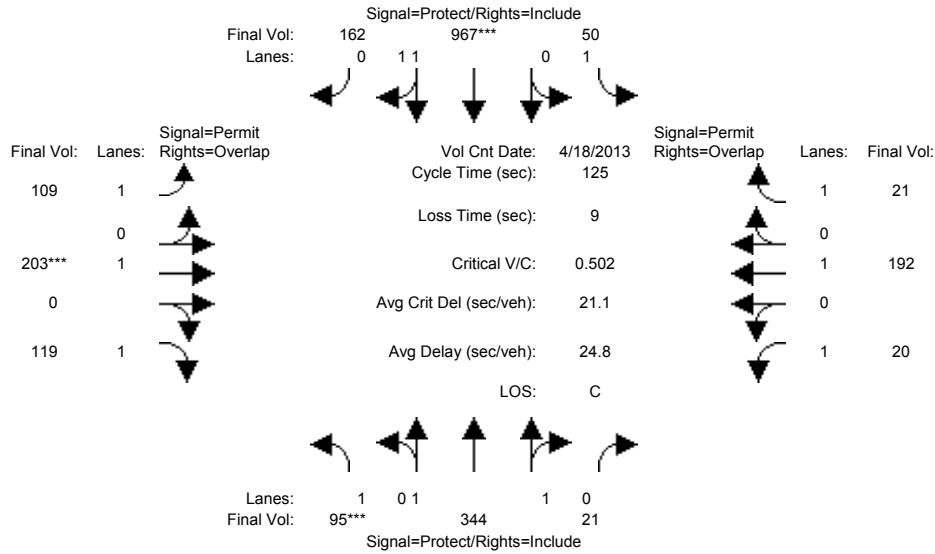 Signal=Protect/Rights=Include
Final Vol: 162 967*** 50
Lanes: 0 1 1 0 1
Signal=Permit Signal=Permit
Final Vol: Lanes: Rights=Overlap Vol Cnt Date: 4/18/2013 Rights=Overlap Lanes: Final Vol:
Cycle Time (sec): 125
109 1 1 21
Loss Time (sec): 9
0 0
203*** 1 Critical V/C: 0.502 1 192
0 0 Avg Crit Del (sec/veh): 21.1 0
119 1 Avg Delay (sec/veh): 24.8 1 20
LOS: C
Lanes: 1 0 1 1 0
Final Vol: 95*** 344 21
Signal=Protect/Rights=Include